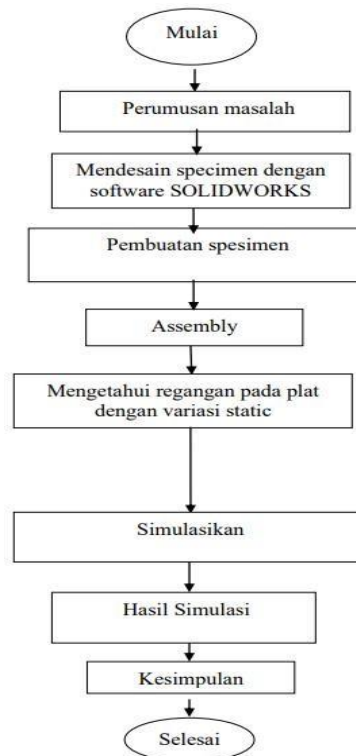 Mulai
Perumusan masalah
Mendesain specimen dengan
software SOLIDWORKS
Pembuatan spesimen
Assembly
Mengetahui regangan pada plat
dengan variasi static
Simulasikan
Hasil Simulasi
Kesimpulan
Selesai